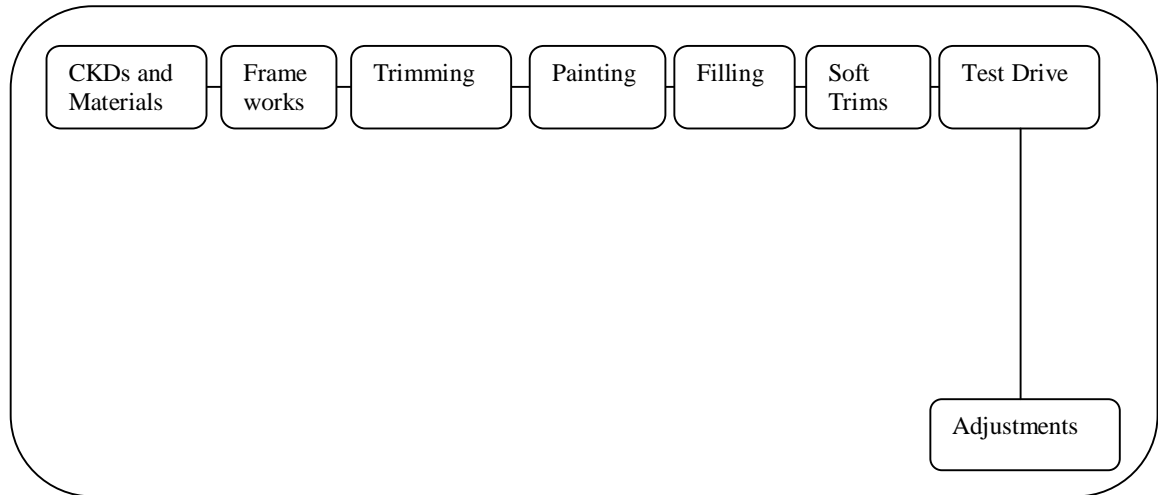 CKDs and
Materials
Frame
works
Trimming
Painting
Filling
Soft
Trims
Test Drive
Adjustments